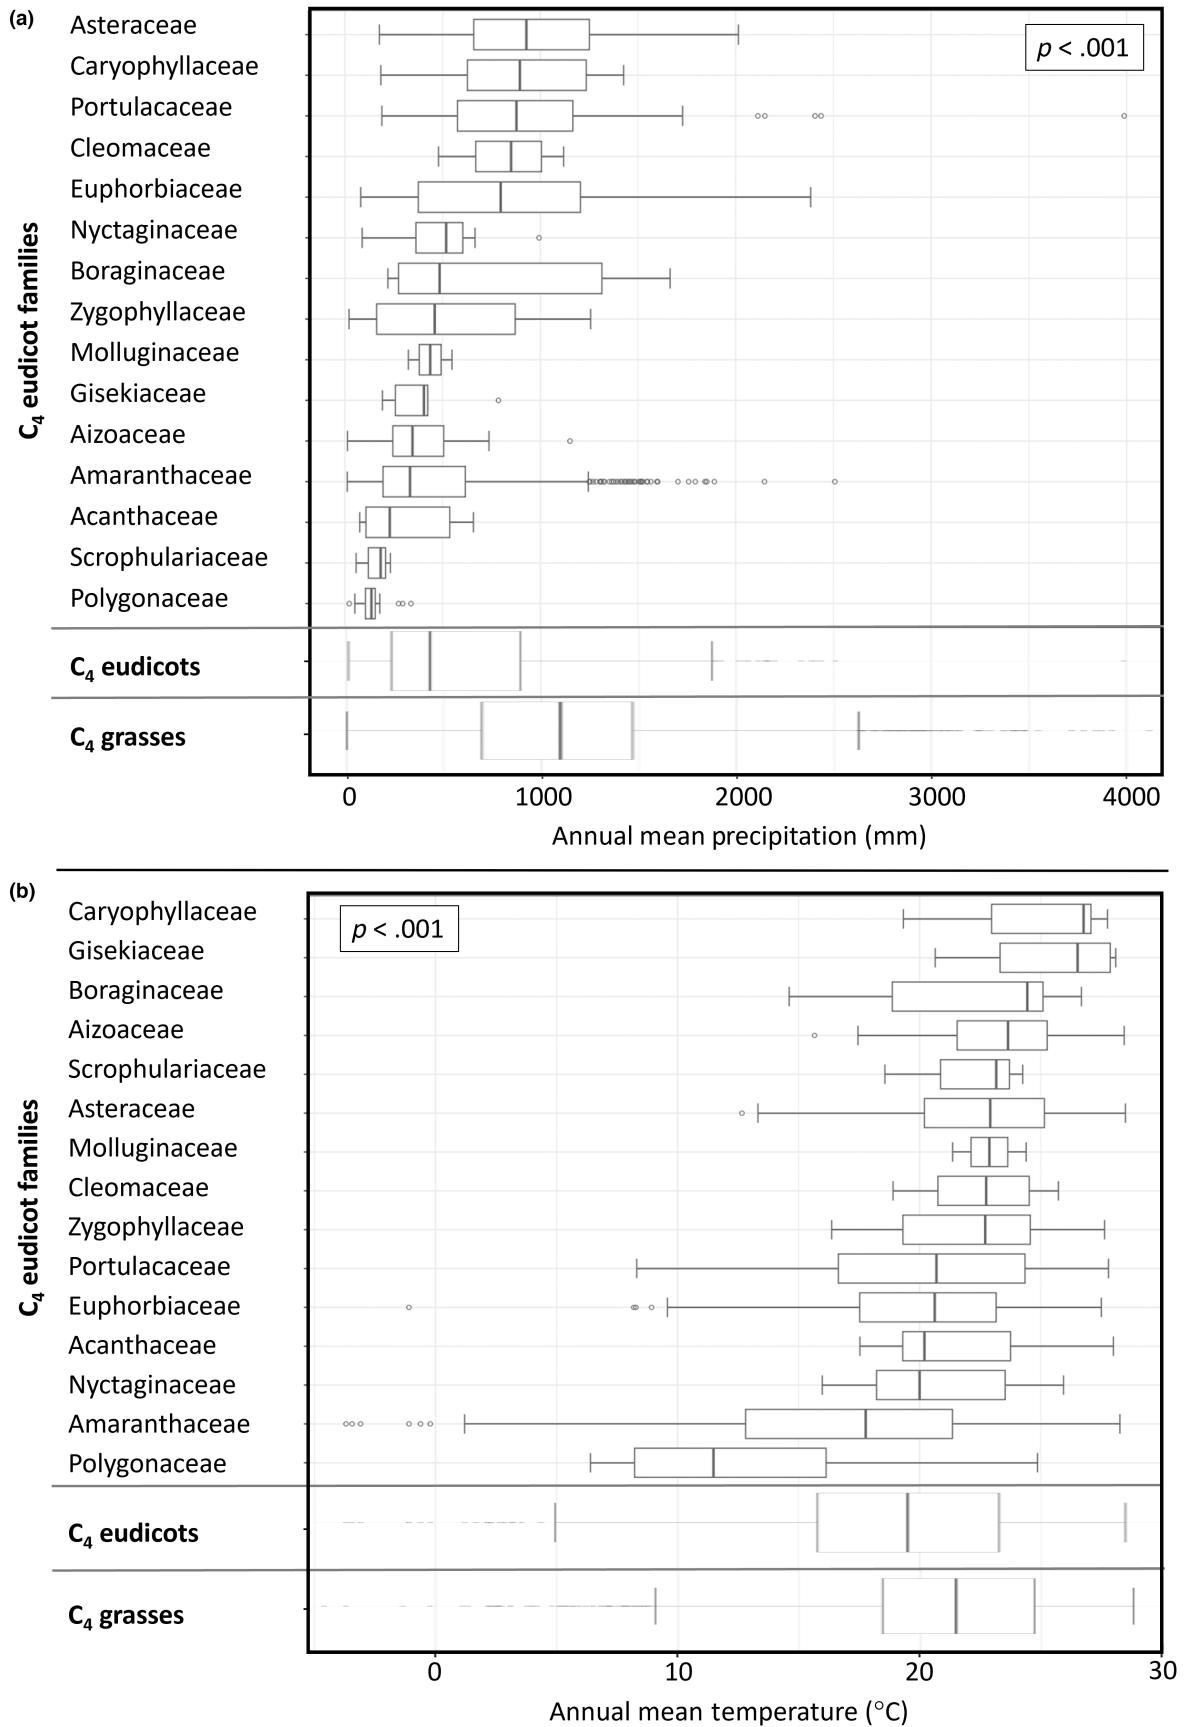 (a)
Asteraceae
p < .001
Caryophyllaceae
Portulacaceae
Cleomaceae
Euphorbiaceae
Nyctaginaceae
Boraginaceae
Zygophyllaceae
Molluginaceae
Gisekiaceae
Aizoaceae
Amaranthaceae
Acanthaceae
Scrophulariaceae
Polygonaceae
C₄ eudicot families
C₄ eudicots
C₄ grasses
0 1000 2000 3000 4000
Annual mean precipitation (mm)
(b)
Caryophyllaceae
p < .001
Gisekiaceae
Boraginaceae
Aizoaceae
Scrophulariaceae
Asteraceae
Molluginaceae
Cleomaceae
Zygophyllaceae
Portulacaceae
Euphorbiaceae
Acanthaceae
Nyctaginaceae
Amaranthaceae
Polygonaceae
C₄ eudicot families
C₄ eudicots
C₄ grasses
0 10 20 30
Annual mean temperature (°C)